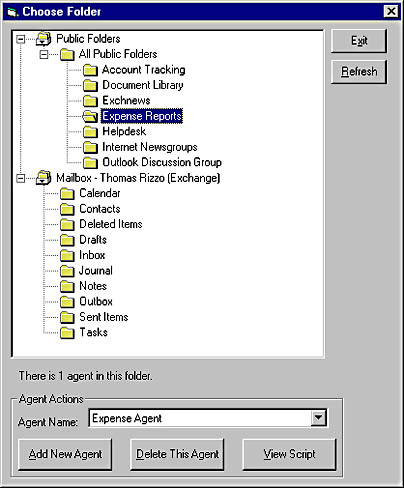 Choose Folder
Public Folders
All Public Folders
Account Tracking
Document Library
Exchnews
Expense Reports
Helpdesk
Internet Newsgroups
Outlook Discussion Group
Mailbox - Thomas Rizzo (Exchange)
Calendar
Contacts
Deleted Items
Drafts
Inbox
Journal
Notes
Outbox
Sent Items
Tasks
Exit
Refresh
There is 1 agent in this folder.
Agent Actions
Agent Name: Expense Agent
Add New Agent Delete This Agent View Script